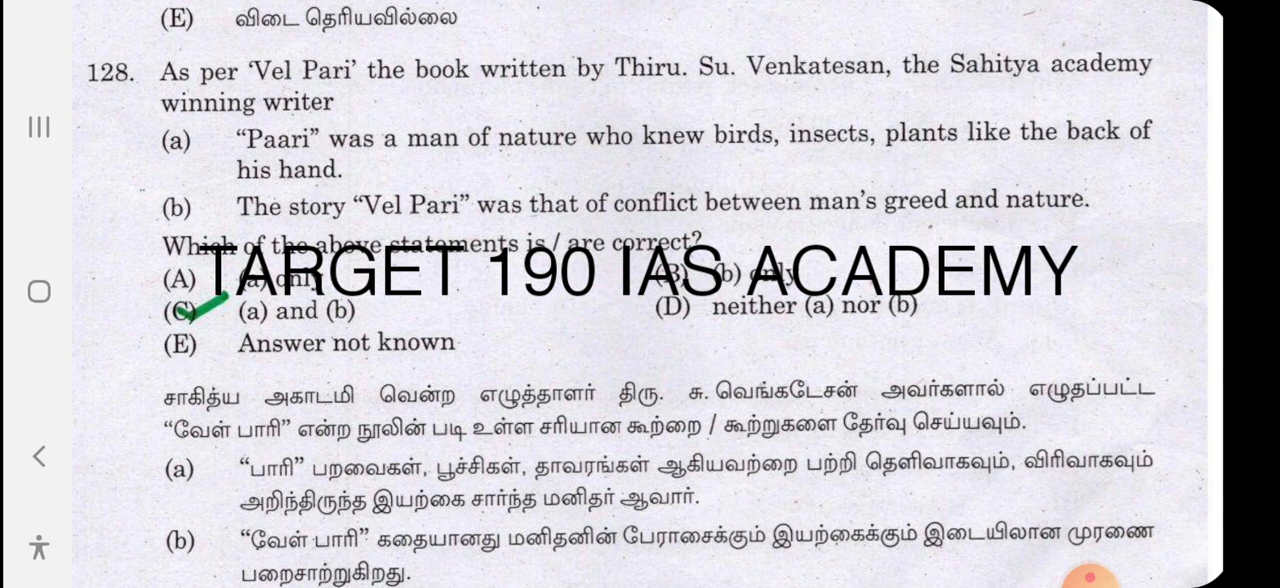 (E) விடை தெரியவில்லை
128. As per ‘Vel Pari’ the book written by Thiru. Su. Venkatesan, the Sahitya academy
winning writer
(a) “Paari” was a man of nature who knew birds, insects, plants like the back of
his hand.
(b) The story “Vel Pari” was that of conflict between man’s greed and nature.
Which of the above statements is / are correct?
TARGET 190 IAS ACADEMY
(A) (a) only (B) (b) only
(C) (a) and (b) (D) neither (a) nor (b)
(E) Answer not known
சாகித்ய அகாடமி வென்ற எழுத்தாளர் திரு. சு. வெங்கடேசன் அவர்களால் எழுதப்பட்ட
“வேள் பாரி” என்ற நூலின் படி உள்ள சரியான கூற்றை / கூற்றுகளை தேர்வு செய்யவும்.
(a) “பாரி” பறவைகள், பூச்சிகள், தாவரங்கள் ஆகியவற்றை பற்றி தெளிவாகவும், விரிவாகவும்
அறிந்திருந்த இயற்கை சார்ந்த மனிதர் ஆவார்.
(b) “வேள் பாரி” கதையானது மனிதனின் பேராசைக்கும் இயற்கைக்கும் இடையிலான முரணை
பறைசாற்றுகிறது.